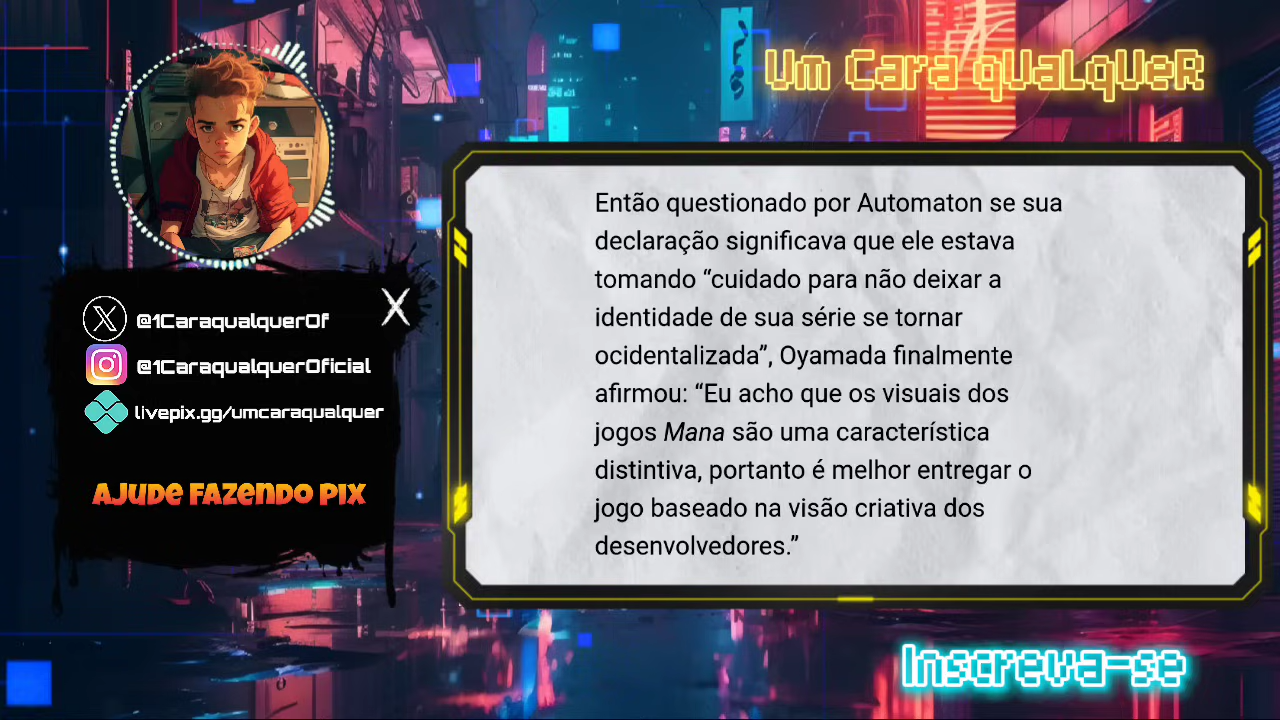 Um Cara qUaLqUeR
Então questionado por Automaton se sua
declaração significava que ele estava
tomando “cuidado para não deixar a
identidade de sua série se tornar
ocidentalizada”, Oyamada finalmente
afirmou: “Eu acho que os visuais dos
jogos Mana são uma característica
distintiva, portanto é melhor entregar o
jogo baseado na visão criativa dos
desenvolvedores.”
@1CaraqualquerOf
@1CaraqualquerOficial
livepix.gg/umcaraqualquer
Ajude Fazendo PIX
Inscreva-se